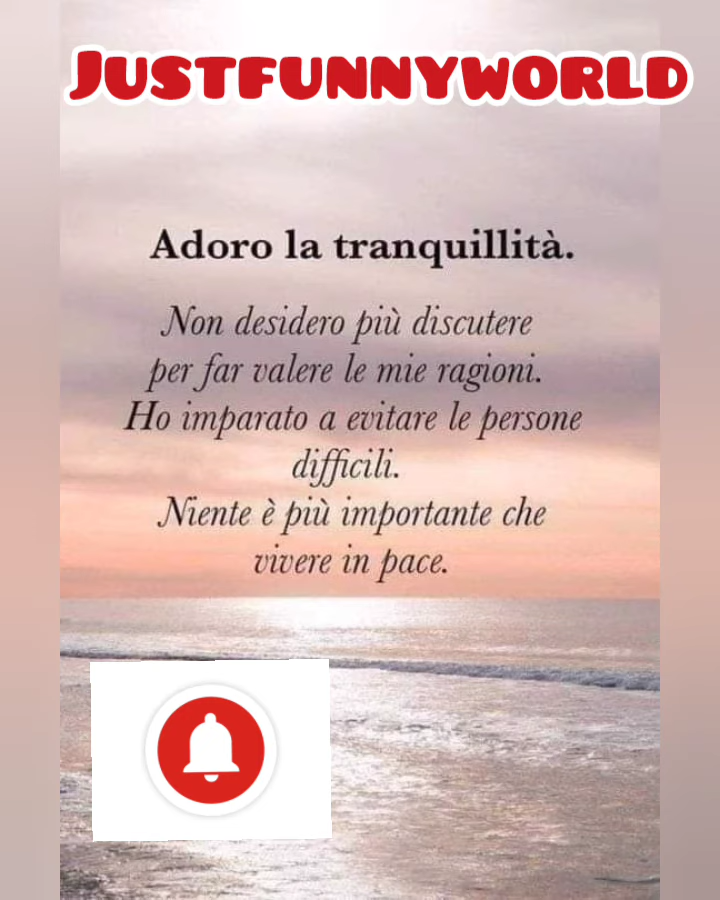 JUSTFUNNYWORLD
Adoro la tranquillità.
Non desidero più discutere
per far valere le mie ragioni.
Ho imparato a evitare le persone
difficili.
Niente è più importante che
vivere in pace.